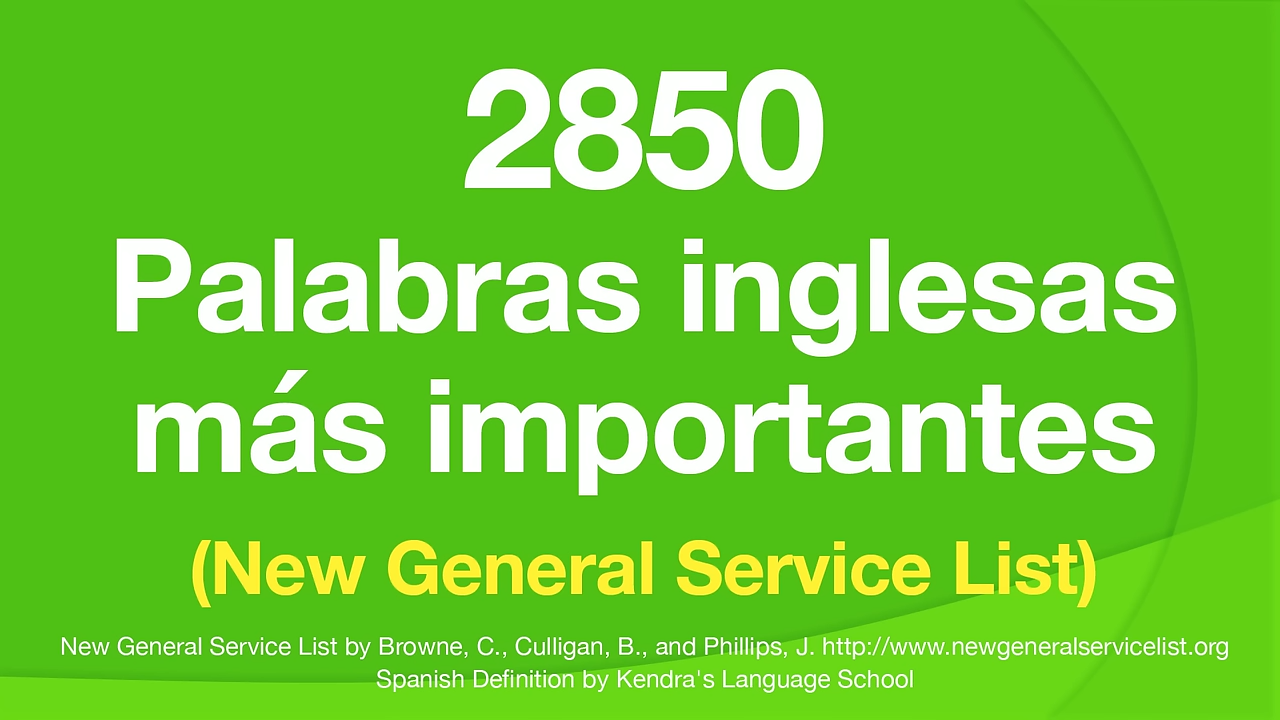 2850
Palabras inglesas
más importantes
(New General Service List)
New General Service List by Browne, C., Culligan, B., and Phillips, J. http://www.newgeneralservicelist.org
Spanish Definition by Kendra's Language School